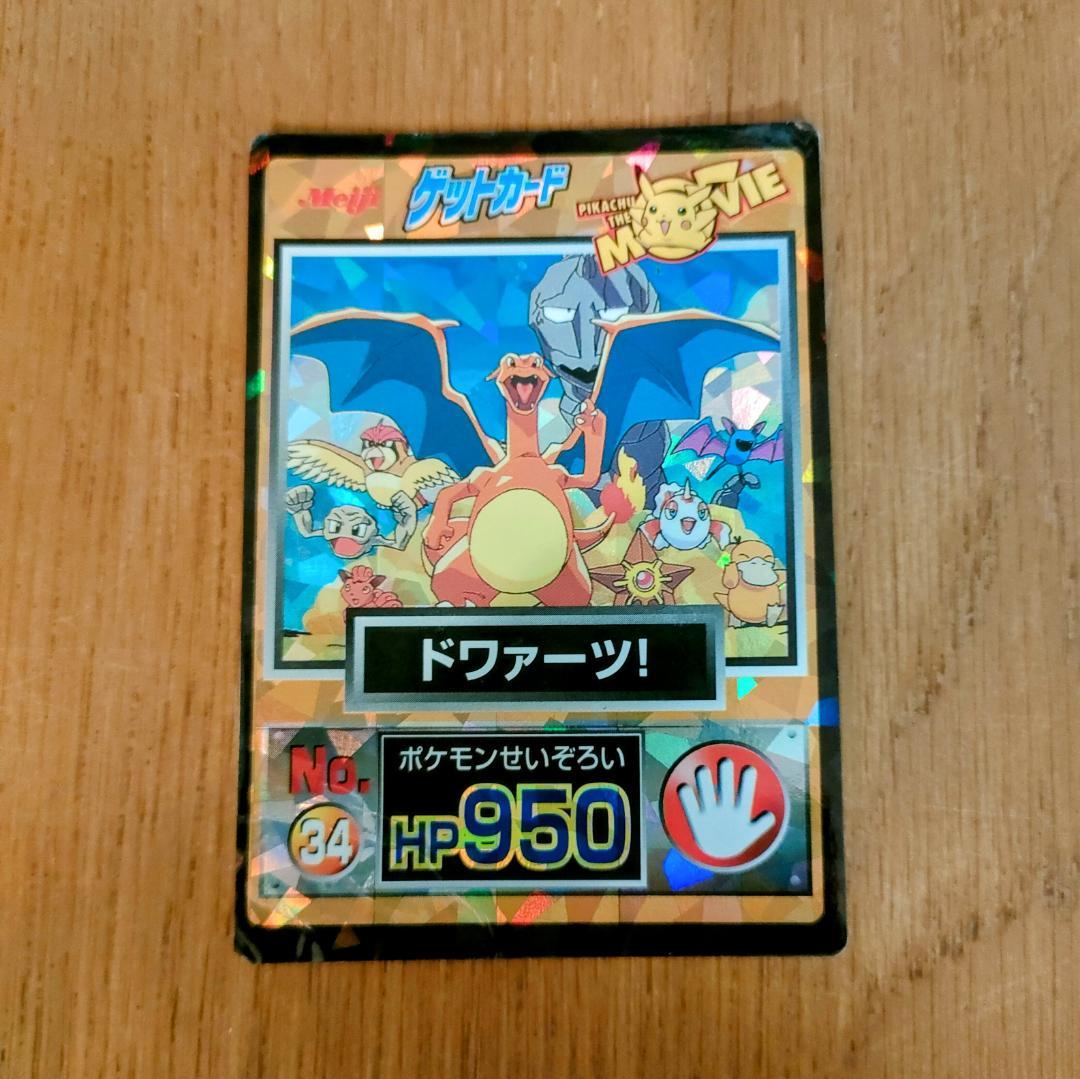 Meiji
ゲットカード
PIKACHU
THE
MOVIE
ドワァーツ!
No.
34
ポケモンせいぞろい
HP950